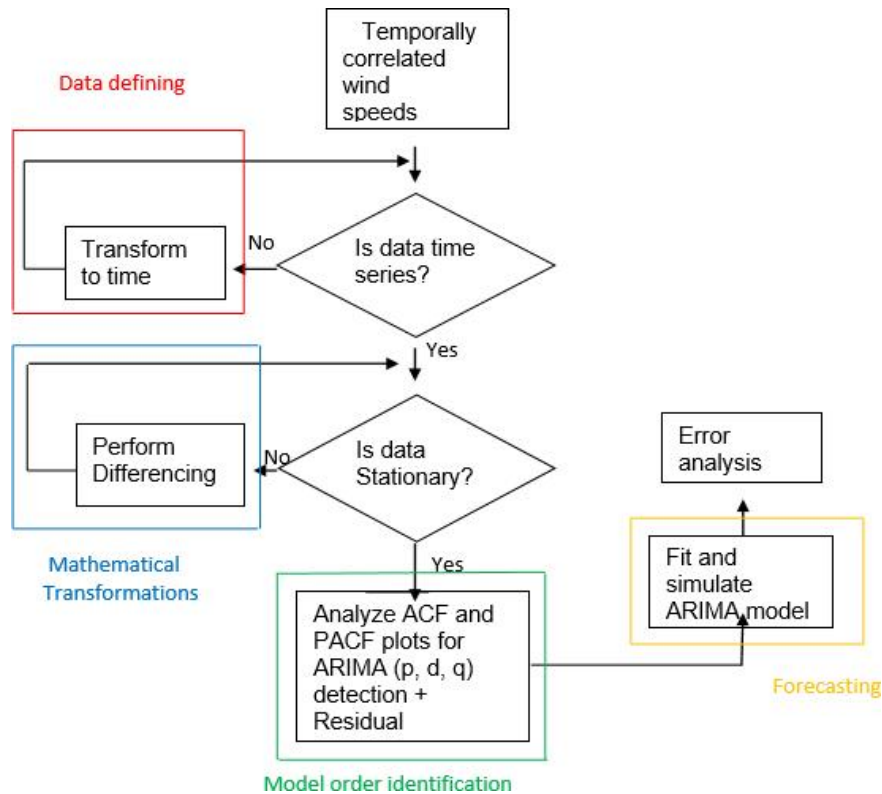 Temporally
correlated
wind
speeds
Data defining
Transform
to time
No
Is data time
series?
Yes
Perform
Differencing
No
Is data
Stationary?
Error
analysis
Mathematical
Transformations
Yes
Fit and
simulate
ARIMA model
Analyze ACF and
PACF plots for
ARIMA (p, d, q)
detection +
Residual
Forecasting
Model order identification